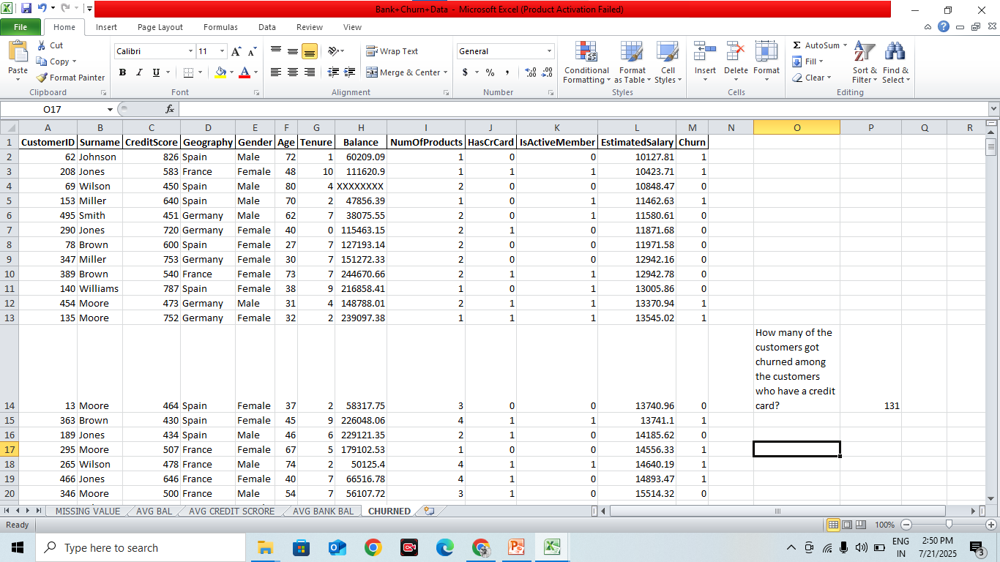 Bank+Churn+Data - Microsoft Excel (Product Activation Failed)
File Home Insert Page Layout Formulas Data Review View
Paste
Cut
Copy
Format Painter
Clipboard
Calibri 11
B I U
Font
Wrap Text
Merge & Center
Alignment
General
$ % ,
Number
Conditional Formatting
Format as Table
Cell Styles
Styles
Insert Delete Format
Cells
AutoSum
Fill
Clear
Sort & Filter
Find & Select
Editing
O17 fx
A B C D E F G H I J K L M N O P Q R
1 CustomerID Surname CreditScore Geography Gender Age Tenure Balance NumOfProducts HasCrCard IsActiveMember EstimatedSalary Churn
2 62 Johnson 826 Spain Male 72 1 60209.09 1 0 0 10127.81 1
3 208 Jones 583 France Female 48 10 111620.9 1 1 1 10423.71 1
4 69 Wilson 450 Spain Male 80 4 XXXXXXXX 2 0 0 10848.47 0
5 153 Miller 640 Spain Male 70 2 47856.39 1 0 1 11462.63 1
6 495 Smith 451 Germany Male 62 7 38075.55 2 0 1 11580.61 0
7 290 Jones 720 Germany Female 40 0 115463.15 2 1 0 11871.68 0
8 78 Brown 600 Spain Female 27 7 127193.14 2 0 0 11971.58 0
9 347 Miller 753 Germany Female 30 7 151272.33 2 0 0 12942.16 0
10 389 Brown 540 France Female 73 7 244670.66 2 1 1 12942.78 0
11 140 Williams 787 Spain Female 38 9 216858.41 1 0 1 13005.86 0
12 454 Moore 473 Germany Male 31 4 148788.01 2 1 1 13370.94 1
13 135 Moore 752 Germany Female 32 2 239097.38 1 1 1 13545.02 1
How many of the
customers got
churned among
the customers
who have a credit
14 13 Moore 464 Spain Female 37 2 58317.75 3 0 0 13740.96 0 card? 131
15 363 Brown 430 Spain Female 45 9 226048.06 4 1 1 13741.1 1
16 189 Jones 434 Spain Male 46 6 229121.35 2 1 0 14185.62 0
17 295 Moore 507 France Female 67 5 179102.53 1 0 0 14556.33 1
18 265 Wilson 478 France Male 74 2 50125.4 4 1 1 14640.19 1
19 466 Jones 646 France Female 40 7 66516.78 4 1 0 14893.47 1
20 346 Moore 500 France Male 54 7 56107.72 3 1 0 15514.32 0
MISSING VALUE AVG BAL AVG CREDIT SCRORE AVG BANK BAL CHURNED
Ready 100%
Type here to search
ENG
IN
2:50 PM
7/21/2025
3